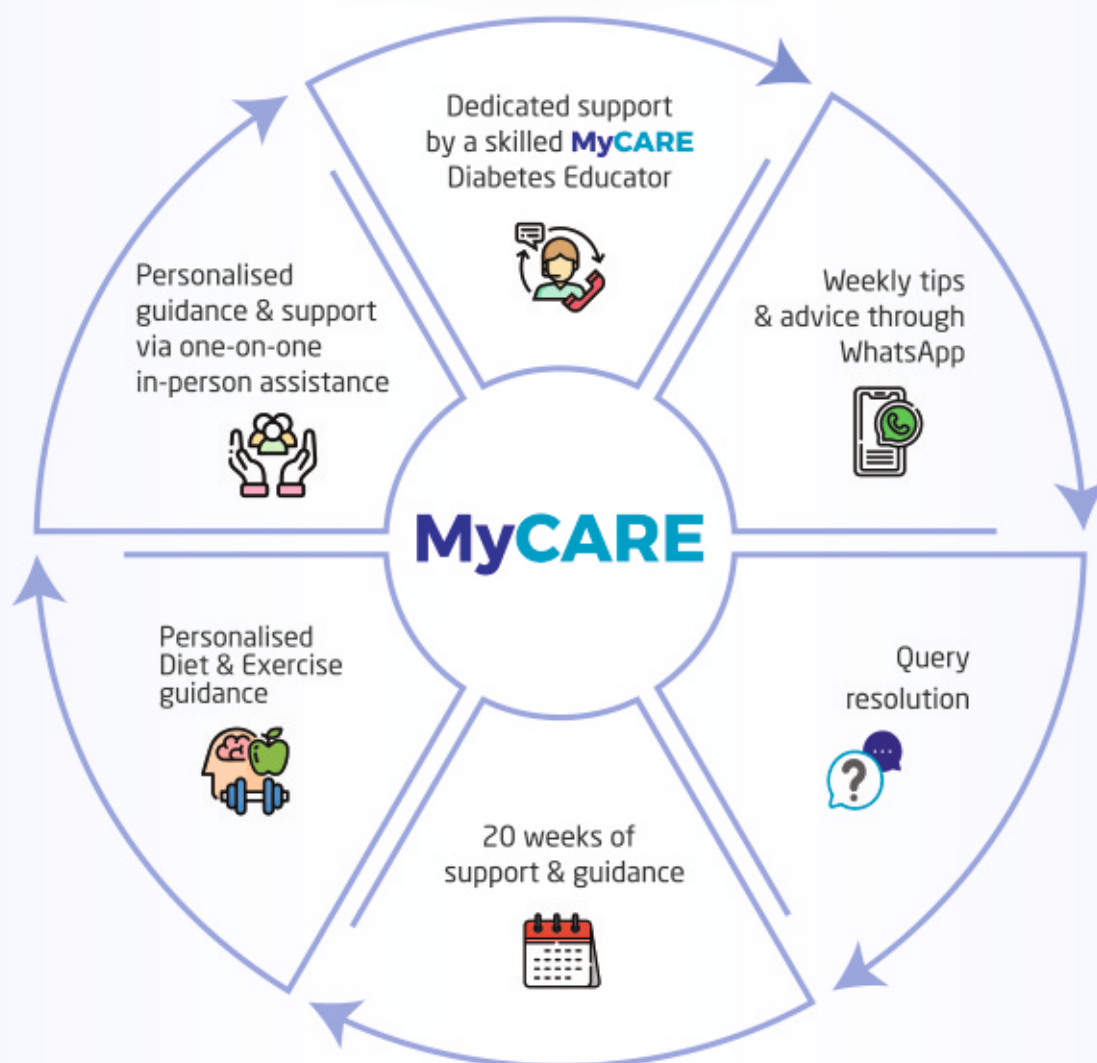 Dedicated support
by a skilled MyCARE
Diabetes Educator
Weekly tips
& advice through
WhatsApp
Query
resolution
20 weeks of
support & guidance
Personalised
Diet & Exercise
guidance
Personalised
guidance & support
via one-on-one
in-person assistance
MyCARE